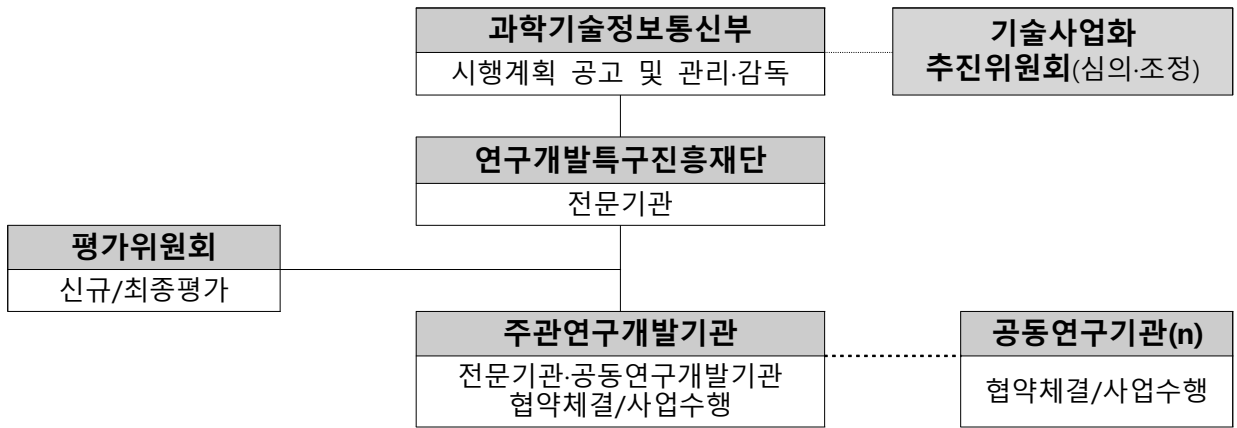 과학기술정보통신부
시행계획 공고 및 관리·감독
기술사업화
추진위원회(심의·조정)
연구개발특구진흥재단
전문기관
평가위원회
신규/최종평가
주관연구개발기관
전문기관·공동연구개발기관
협약체결/사업수행
공동연구기관(n)
협약체결/사업수행